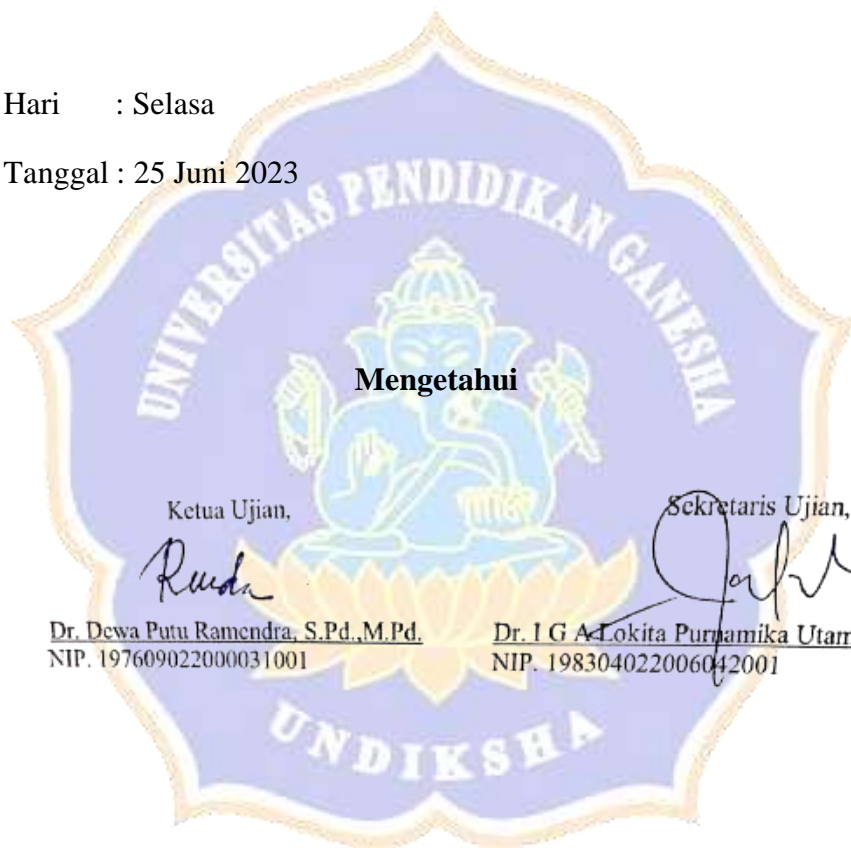 Hari : Selasa
Tanggal : 25 Juni 2023
UNIVERSITAS PENDIDIKAN GANESHA
Mengetahui
Ketua Ujian,
Sekretaris Ujian,
Dr. Dewa Putu Ramendra, S.Pd.,M.Pd.
Dr. I G A Lokita Purnamika Utam
NIP. 197609022000031001
NIP. 198304022006042001
UNDIKSHA